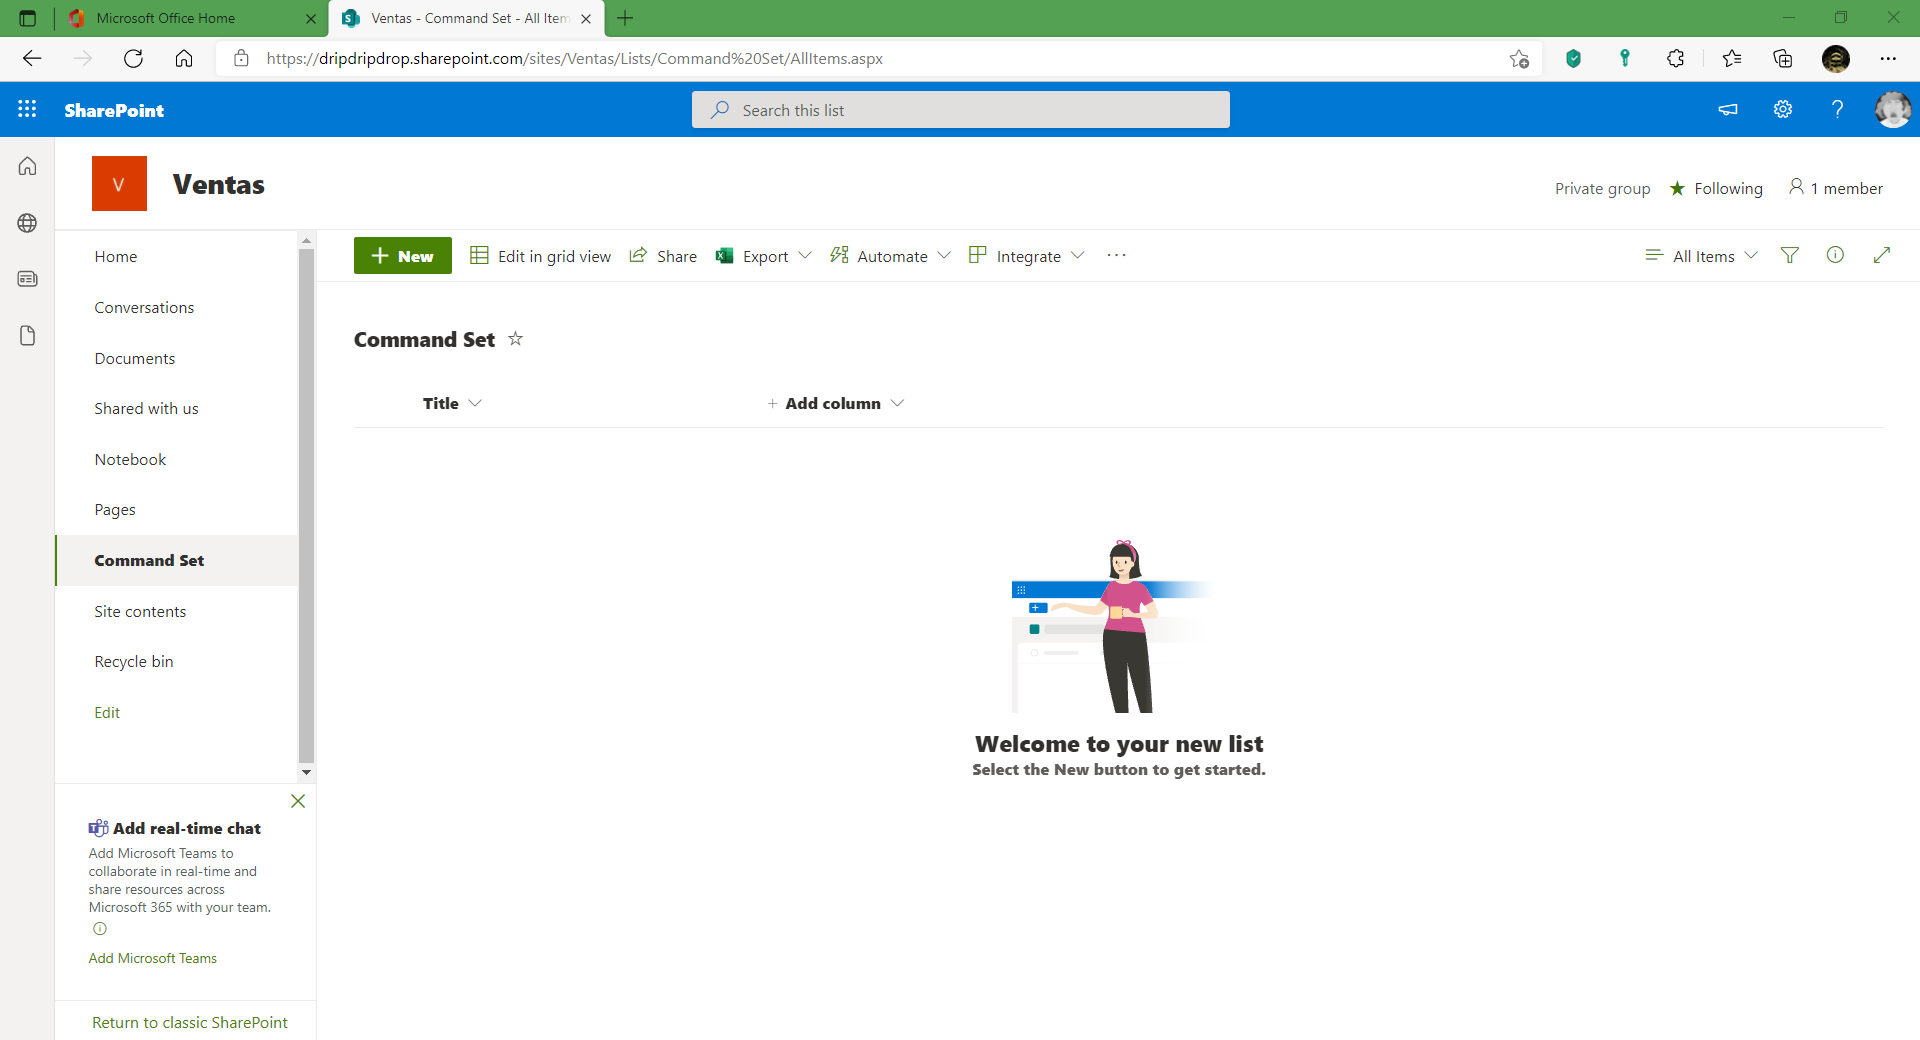 Microsoft Office Home
Ventas - Command Set - All Item
https://dripdripdrop.sharepoint.com/sites/Ventas/Lists/Command%20Set/AllItems.aspx
SharePoint
Search this list
V
Ventas
Private group
Following
1 member
Home
Conversations
Documents
Shared with us
Notebook
Pages
Command Set
Site contents
Recycle bin
Edit
New
Edit in grid view
Share
Export
Automate
Integrate
All Items
Command Set
Title
Add column
Welcome to your new list
Select the New button to get started.
Add real-time chat
Add Microsoft Teams to
collaborate in real-time and
share resources across
Microsoft 365 with your team.
Add Microsoft Teams
Return to classic SharePoint